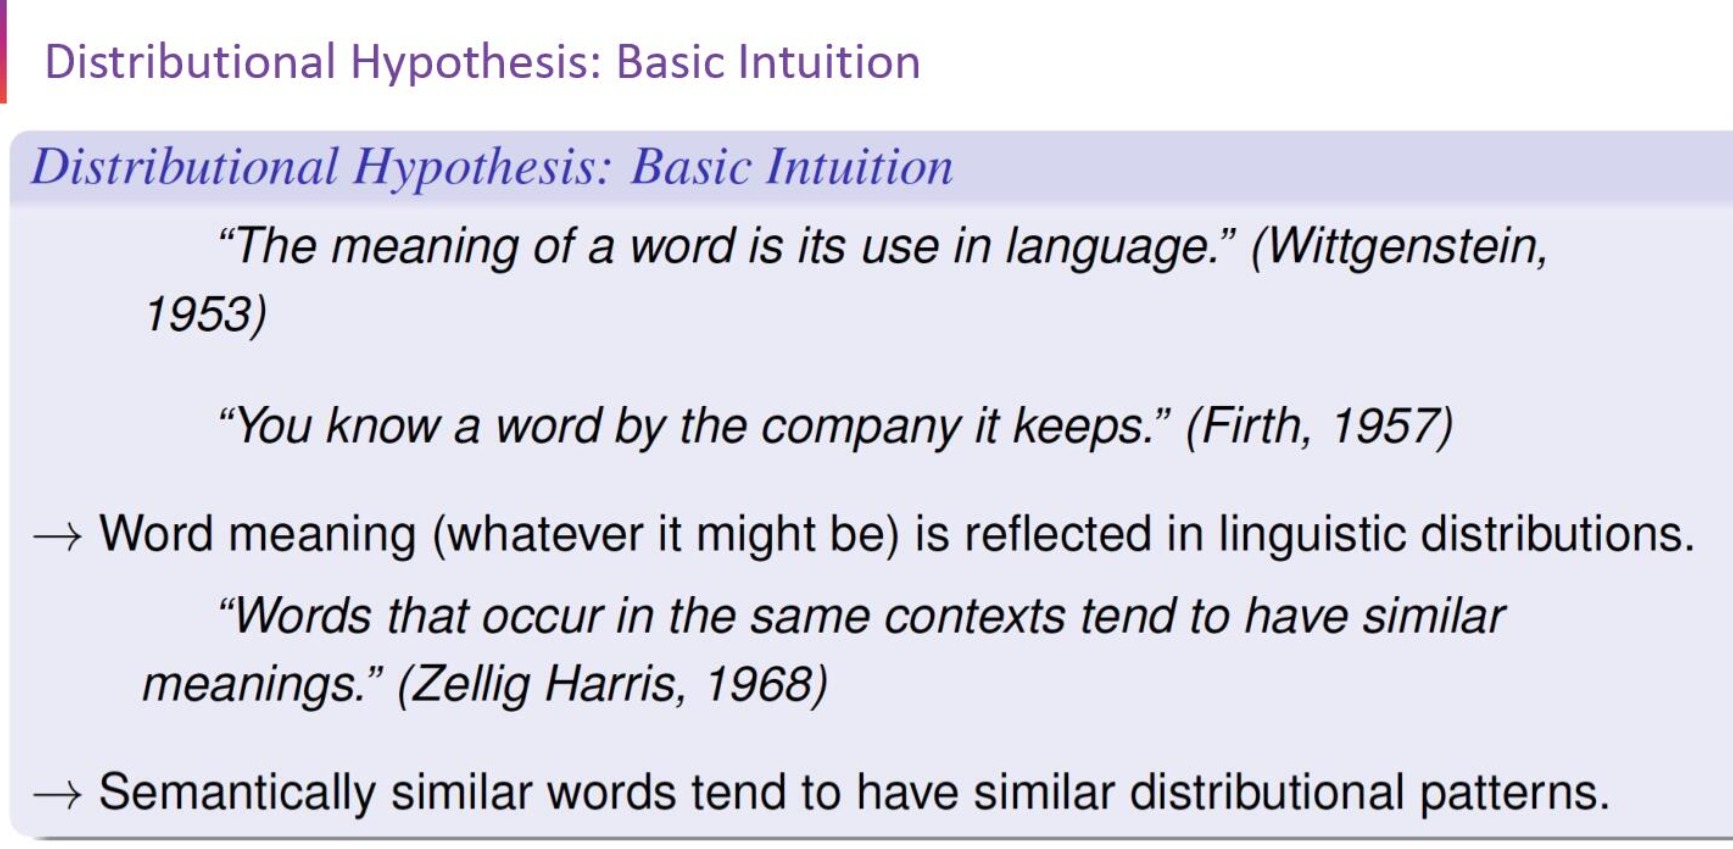 Distributional Hypothesis: Basic Intuition
Distributional Hypothesis: Basic Intuition
“The meaning of a word is its use in language.” (Wittgenstein,
1953)
“You know a word by the company it keeps.” (Firth, 1957)
→ Word meaning (whatever it might be) is reflected in linguistic distributions.
“Words that occur in the same contexts tend to have similar
meanings.” (Zellig Harris, 1968)
→ Semantically similar words tend to have similar distributional patterns.